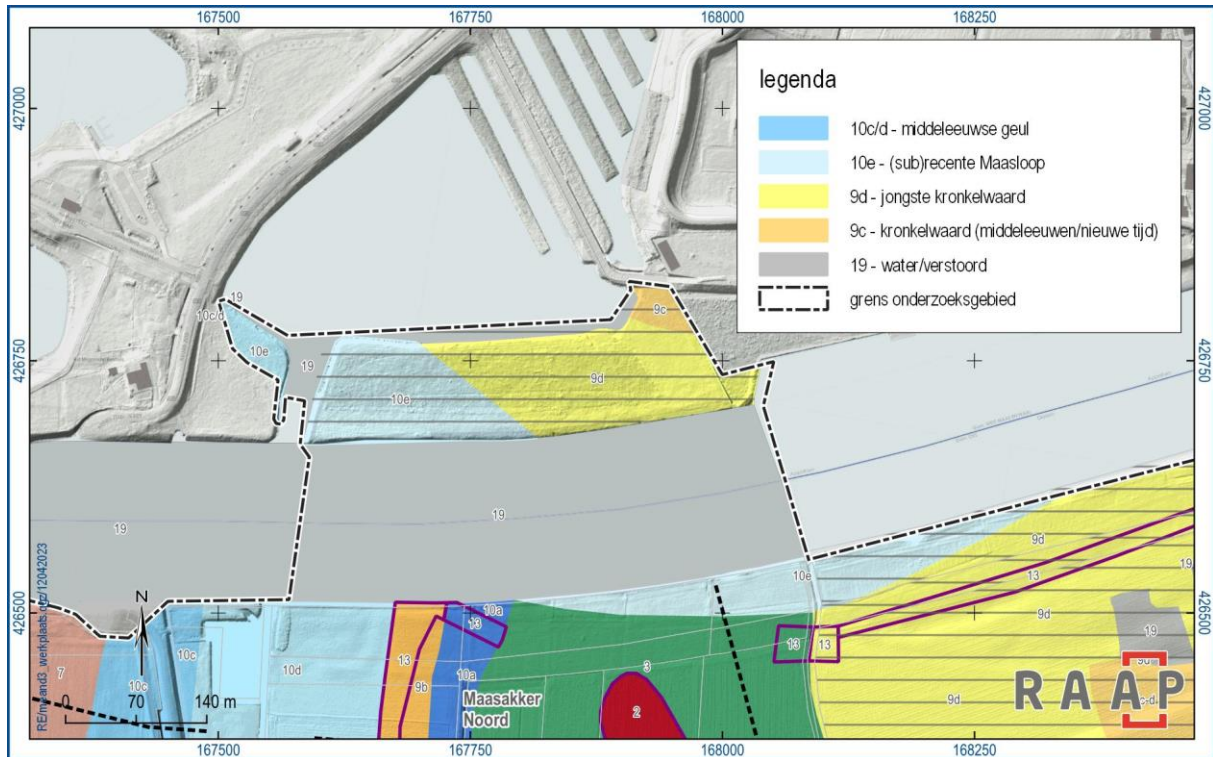 167500
167750
168000
168250
427000
427000
legenda
10c/d - middeleeuwse geul
10e - (sub)recente Maasloop
9d - jongste kronkelwaard
9c - kronkelwaard (middeleeuwen/nieuwe tijd)
19 - water/verstoord
grens onderzoeksgebied
19
10c/d
9c
10e
19
9d
10e
426750
426750
19
19
9d
10e
13
19
9d
426500
426500
N
10a
13
13
13
19
10c
7
10d
13
10a
3
9b
9d
10c
0
70
140 m
Maasakker
Noord
2
9d
RAAP
167500
167750
168000
168250